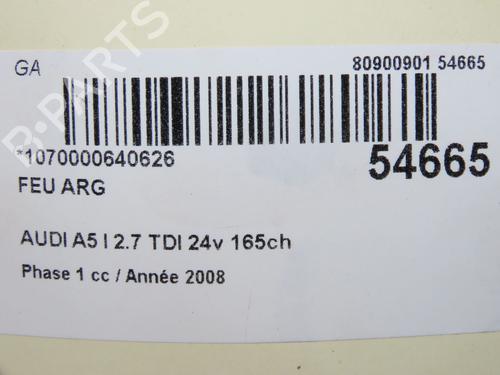 GA
80900901 54665
*1070000640626
54665
FEU ARG
AUDI A5 I 2.7 TDI 24v 165ch
Phase 1 cc / Année 2008
B-PARTS